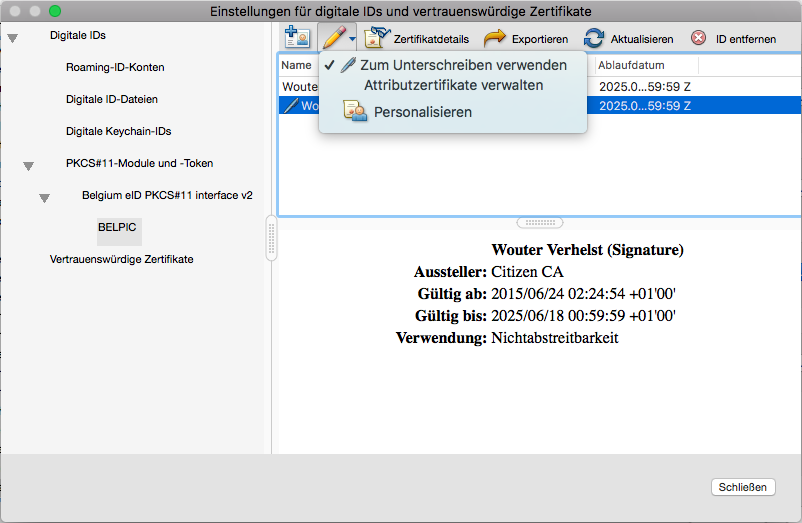 Einstellungen für digitale IDs und vertrauenswürdige Zertifikate
Digitale IDs
Roaming-ID-Konten
Digitale ID-Dateien
Digitale Keychain-IDs
PKCS#11-Module und -Token
Belgium eID PKCS#11 interface v2
BELPIC
Vertrauenswürdige Zertifikate
Zertifikatdetails Exportieren Aktualisieren ID entfernen
Name Ablaufdatum
Zum Unterschreiben verwenden
Attributzertifikate verwalten
Personalisieren
Woute 2025.0...59:59 Z
Wo 2025.0...59:59 Z
Wouter Verhelst (Signature)
Aussteller: Citizen CA
Gültig ab: 2015/06/24 02:24:54 +01'00'
Gültig bis: 2025/06/18 00:59:59 +01'00'
Verwendung: Nichtabstreitbarkeit
Schließen